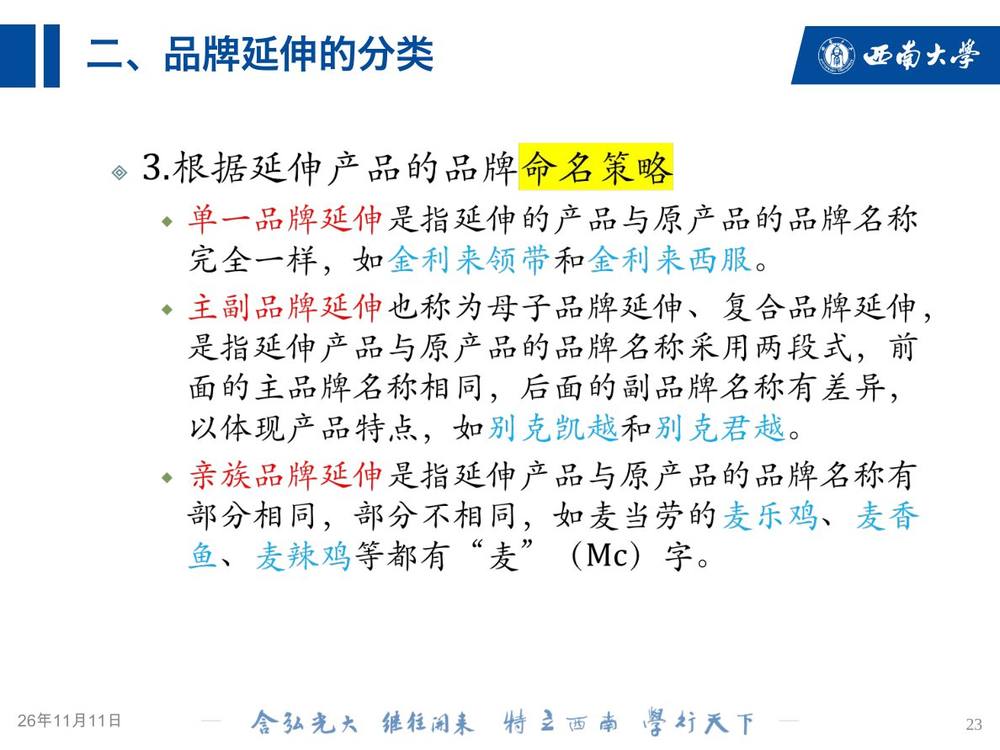 二、品牌延伸的分类
西南大学
3.根据延伸产品的品牌命名策略
单一品牌延伸是指延伸的产品与原产品的品牌名称
完全一样，如金利来领带和金利来西服。
主副品牌延伸也称为母子品牌延伸、复合品牌延伸，
是指延伸产品与原产品的品牌名称采用两段式，前
面的主品牌名称相同，后面的副品牌名称有差异，
以体现产品特点，如别克凯越和别克君越。
亲族品牌延伸是指延伸产品与原产品的品牌名称有
部分相同，部分不相同，如麦当劳的麦乐鸡、麦香
鱼、麦辣鸡等都有“麦”（Mc）字。
26年11月11日
含弘光大 继往开来 特立西南 学行天下
23